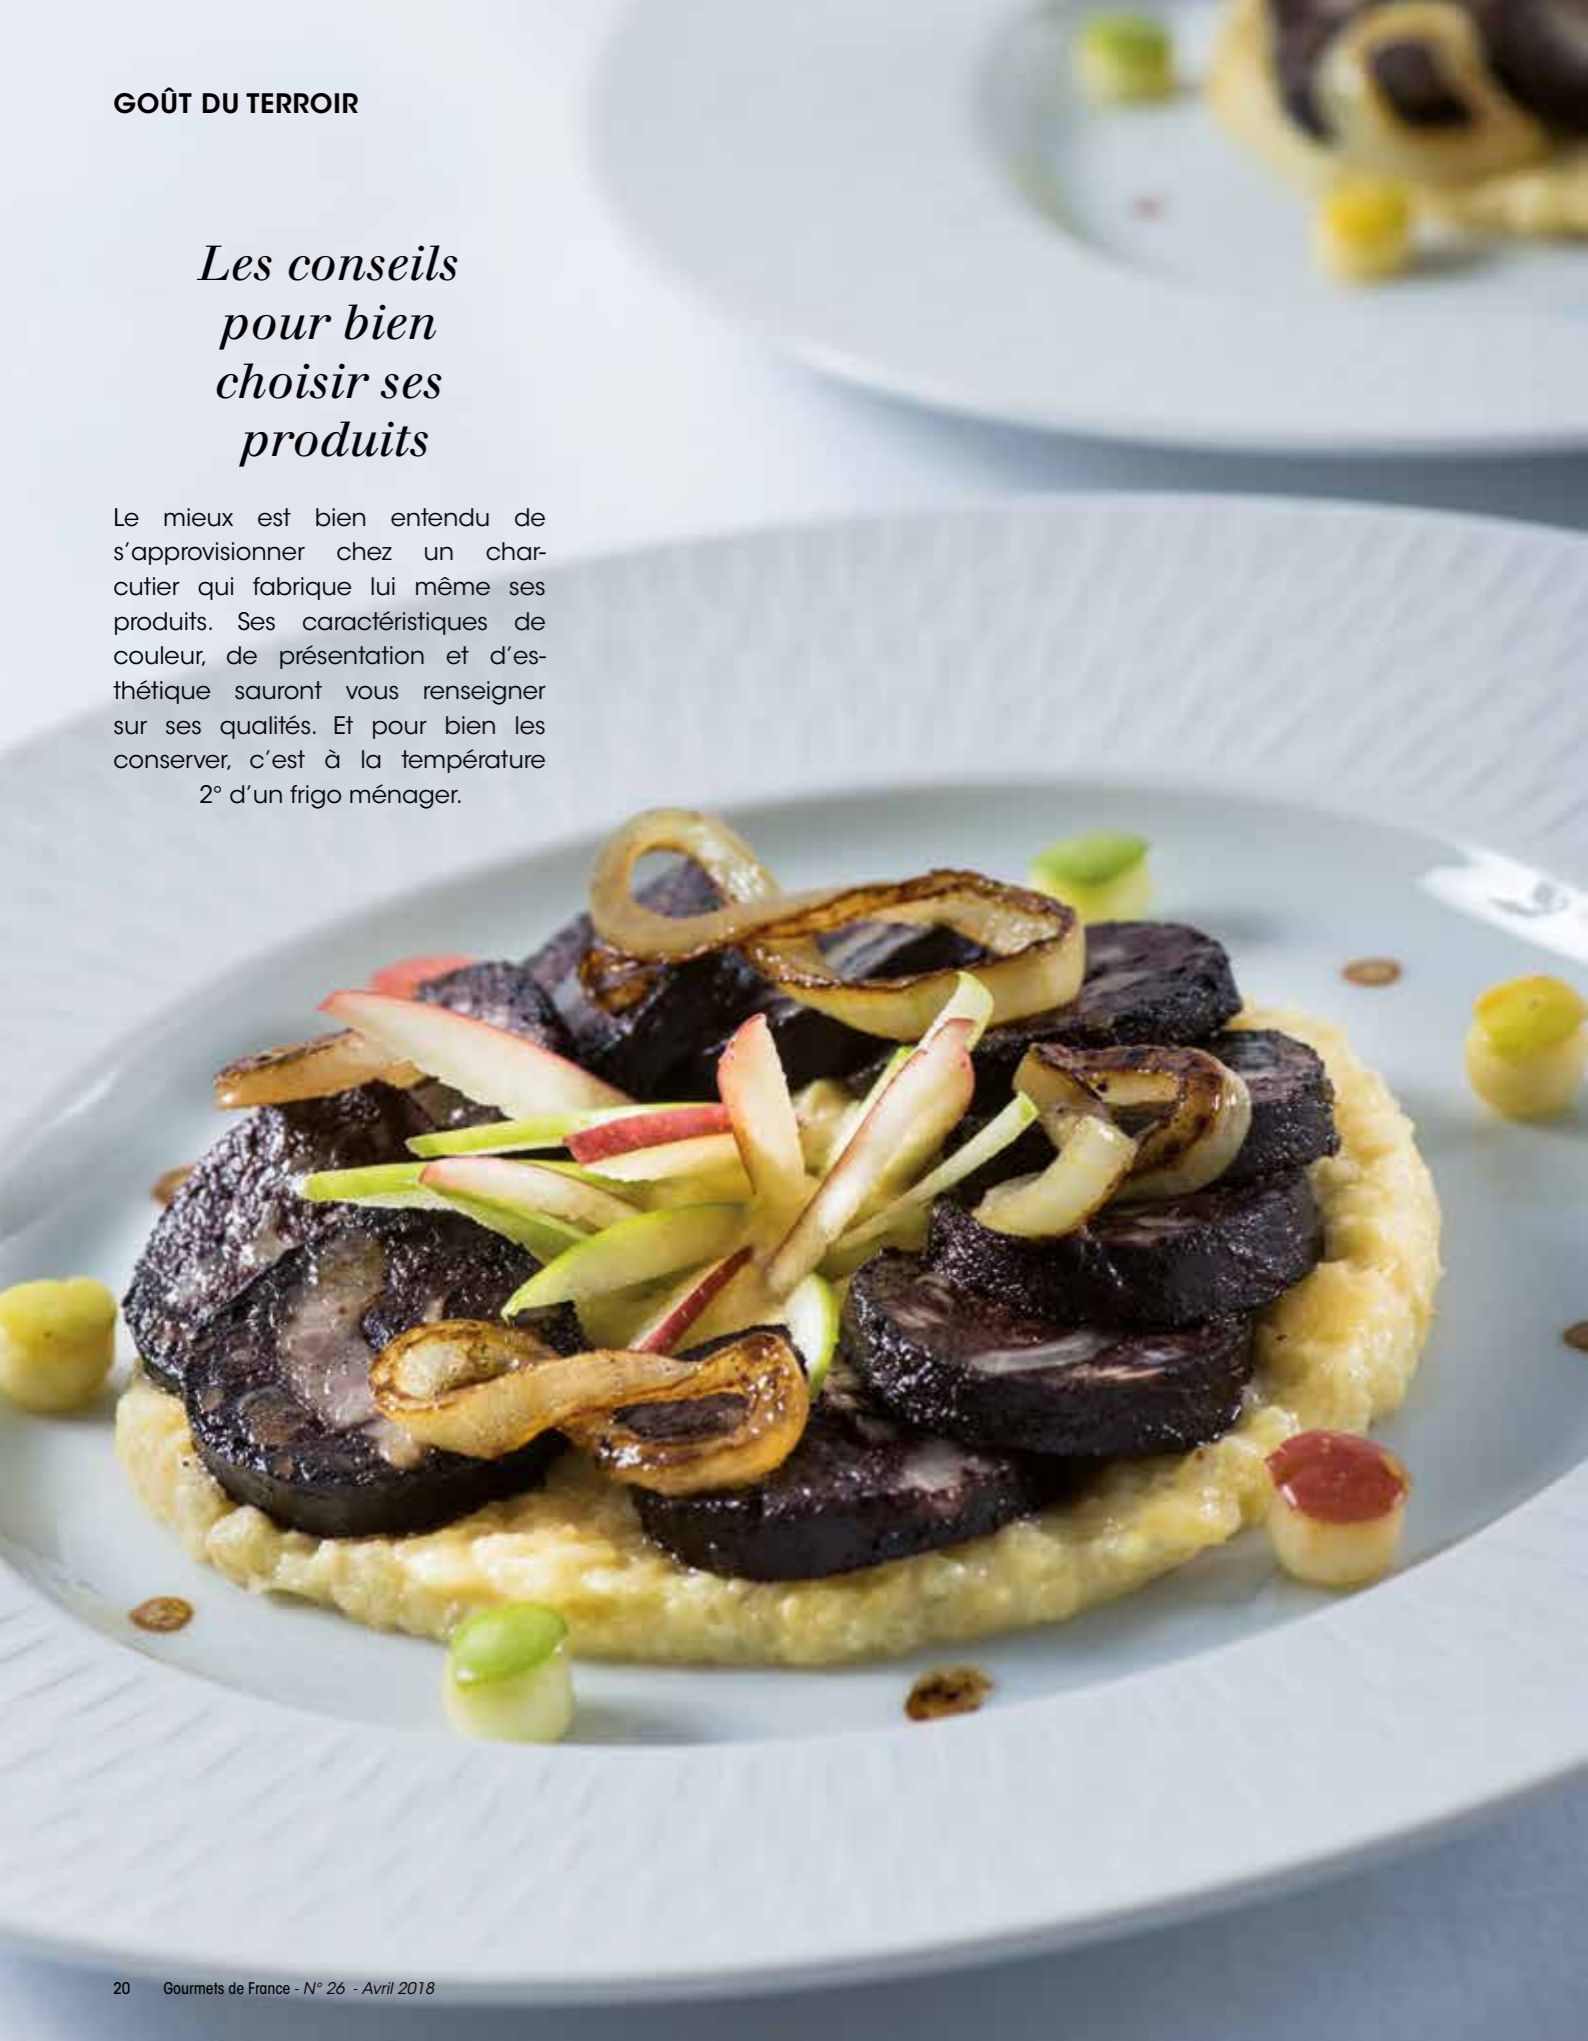 GOÛT DU TERROIR
Les conseils
pour bien
choisir ses
produits
Le mieux est bien entendu de
s'approvisionner chez un char-
cutier qui fabrique lui même ses
produits. Ses caractéristiques de
couleur, de présentation et d'es-
thétique sauront vous renseigner
sur ses qualités. Et pour bien les
conserver, c'est à la température
2° d'un frigo ménager.
20 Gourmets de France - N° 26 - Avril 2018